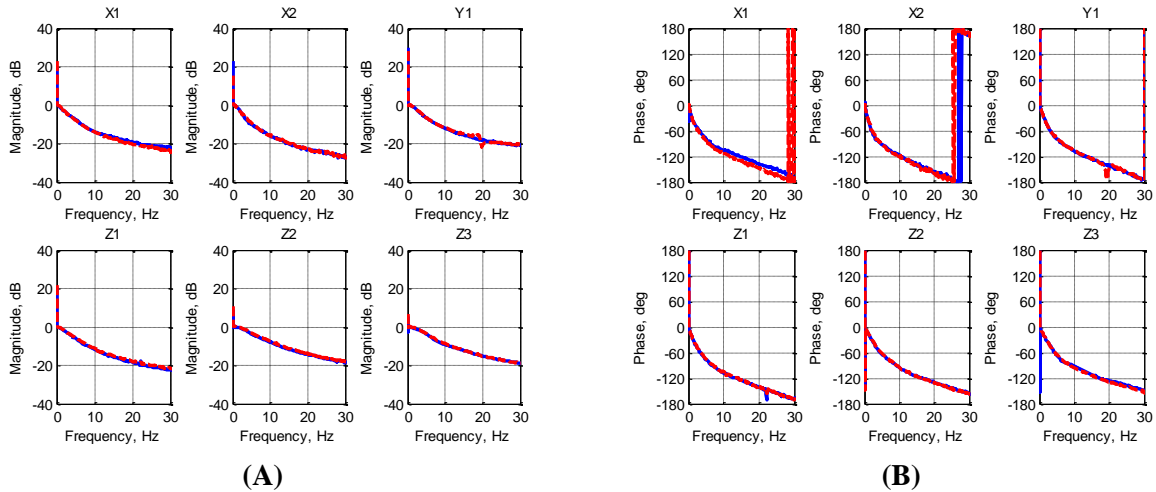 X1
X2
Y1
40
20
0
-20
-40
0 10 20 30
Magnitude, dB
Frequency, Hz
40
20
0
-20
-40
0 10 20 30
Magnitude, dB
Frequency, Hz
40
20
0
-20
-40
0 10 20 30
Magnitude, dB
Frequency, Hz
Z1
Z2
Z3
40
20
0
-20
-40
0 10 20 30
Magnitude, dB
Frequency, Hz
40
20
0
-20
-40
0 10 20 30
Magnitude, dB
Frequency, Hz
40
20
0
-20
-40
0 10 20 30
Magnitude, dB
Frequency, Hz
(A)
X1
X2
Y1
180
120
60
0
-60
-120
-180
0 10 20 30
Phase, deg
Frequency, Hz
180
120
60
0
-60
-120
-180
0 10 20 30
Phase, deg
Frequency, Hz
180
120
60
0
-60
-120
-180
0 10 20 30
Phase, deg
Frequency, Hz
Z1
Z2
Z3
180
120
60
0
-60
-120
-180
0 10 20 30
Phase, deg
Frequency, Hz
180
120
60
0
-60
-120
-180
0 10 20 30
Phase, deg
Frequency, Hz
180
120
60
0
-60
-120
-180
0 10 20 30
Phase, deg
Frequency, Hz
(B)